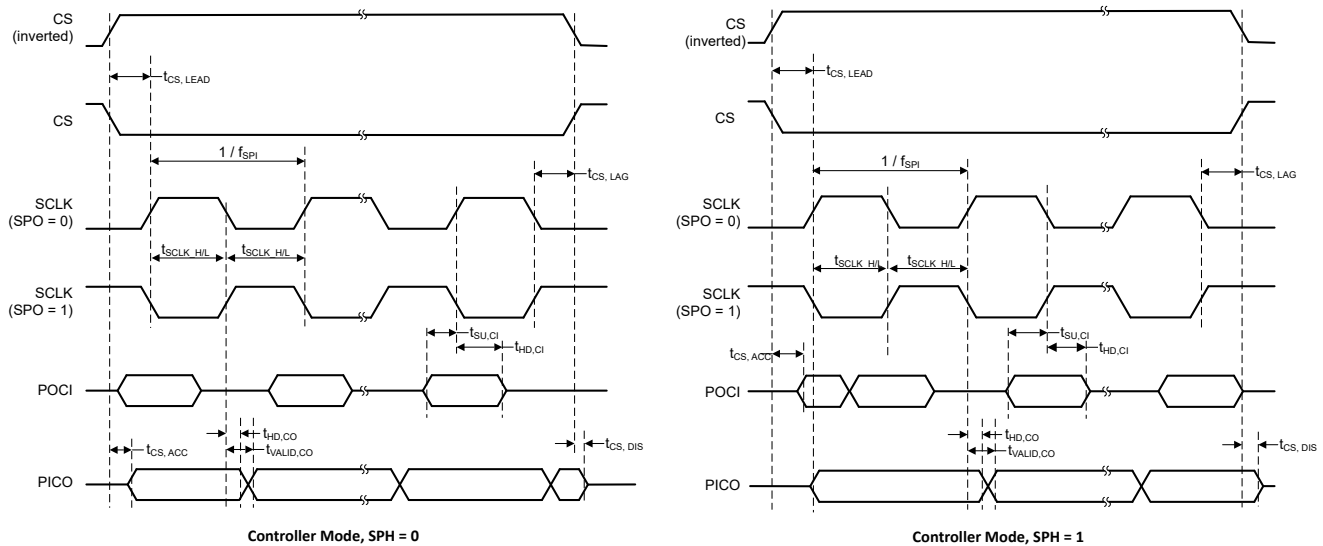 CS
(inverted)
tCS, LEAD
CS
1 / fSPI
tCS, LAG
SCLK
(SPO = 0)
tSCLK_H/L
tSCLK_H/L
SCLK
(SPO = 1)
tSU,CI
tHD,CI
POCI
tHD,CO
tCS, ACC
tVALID,CO
tCS, DIS
PICO
Controller Mode, SPH = 0
CS
(inverted)
tCS, LEAD
CS
1 / fSPI
tCS, LAG
SCLK
(SPO = 0)
tSCLK_H/L
tSCLK_H/L
SCLK
(SPO = 1)
tSU,CI
tHD,CI
tCS, ACC
POCI
tHD,CO
tVALID,CO
tCS, DIS
PICO
Controller Mode, SPH = 1